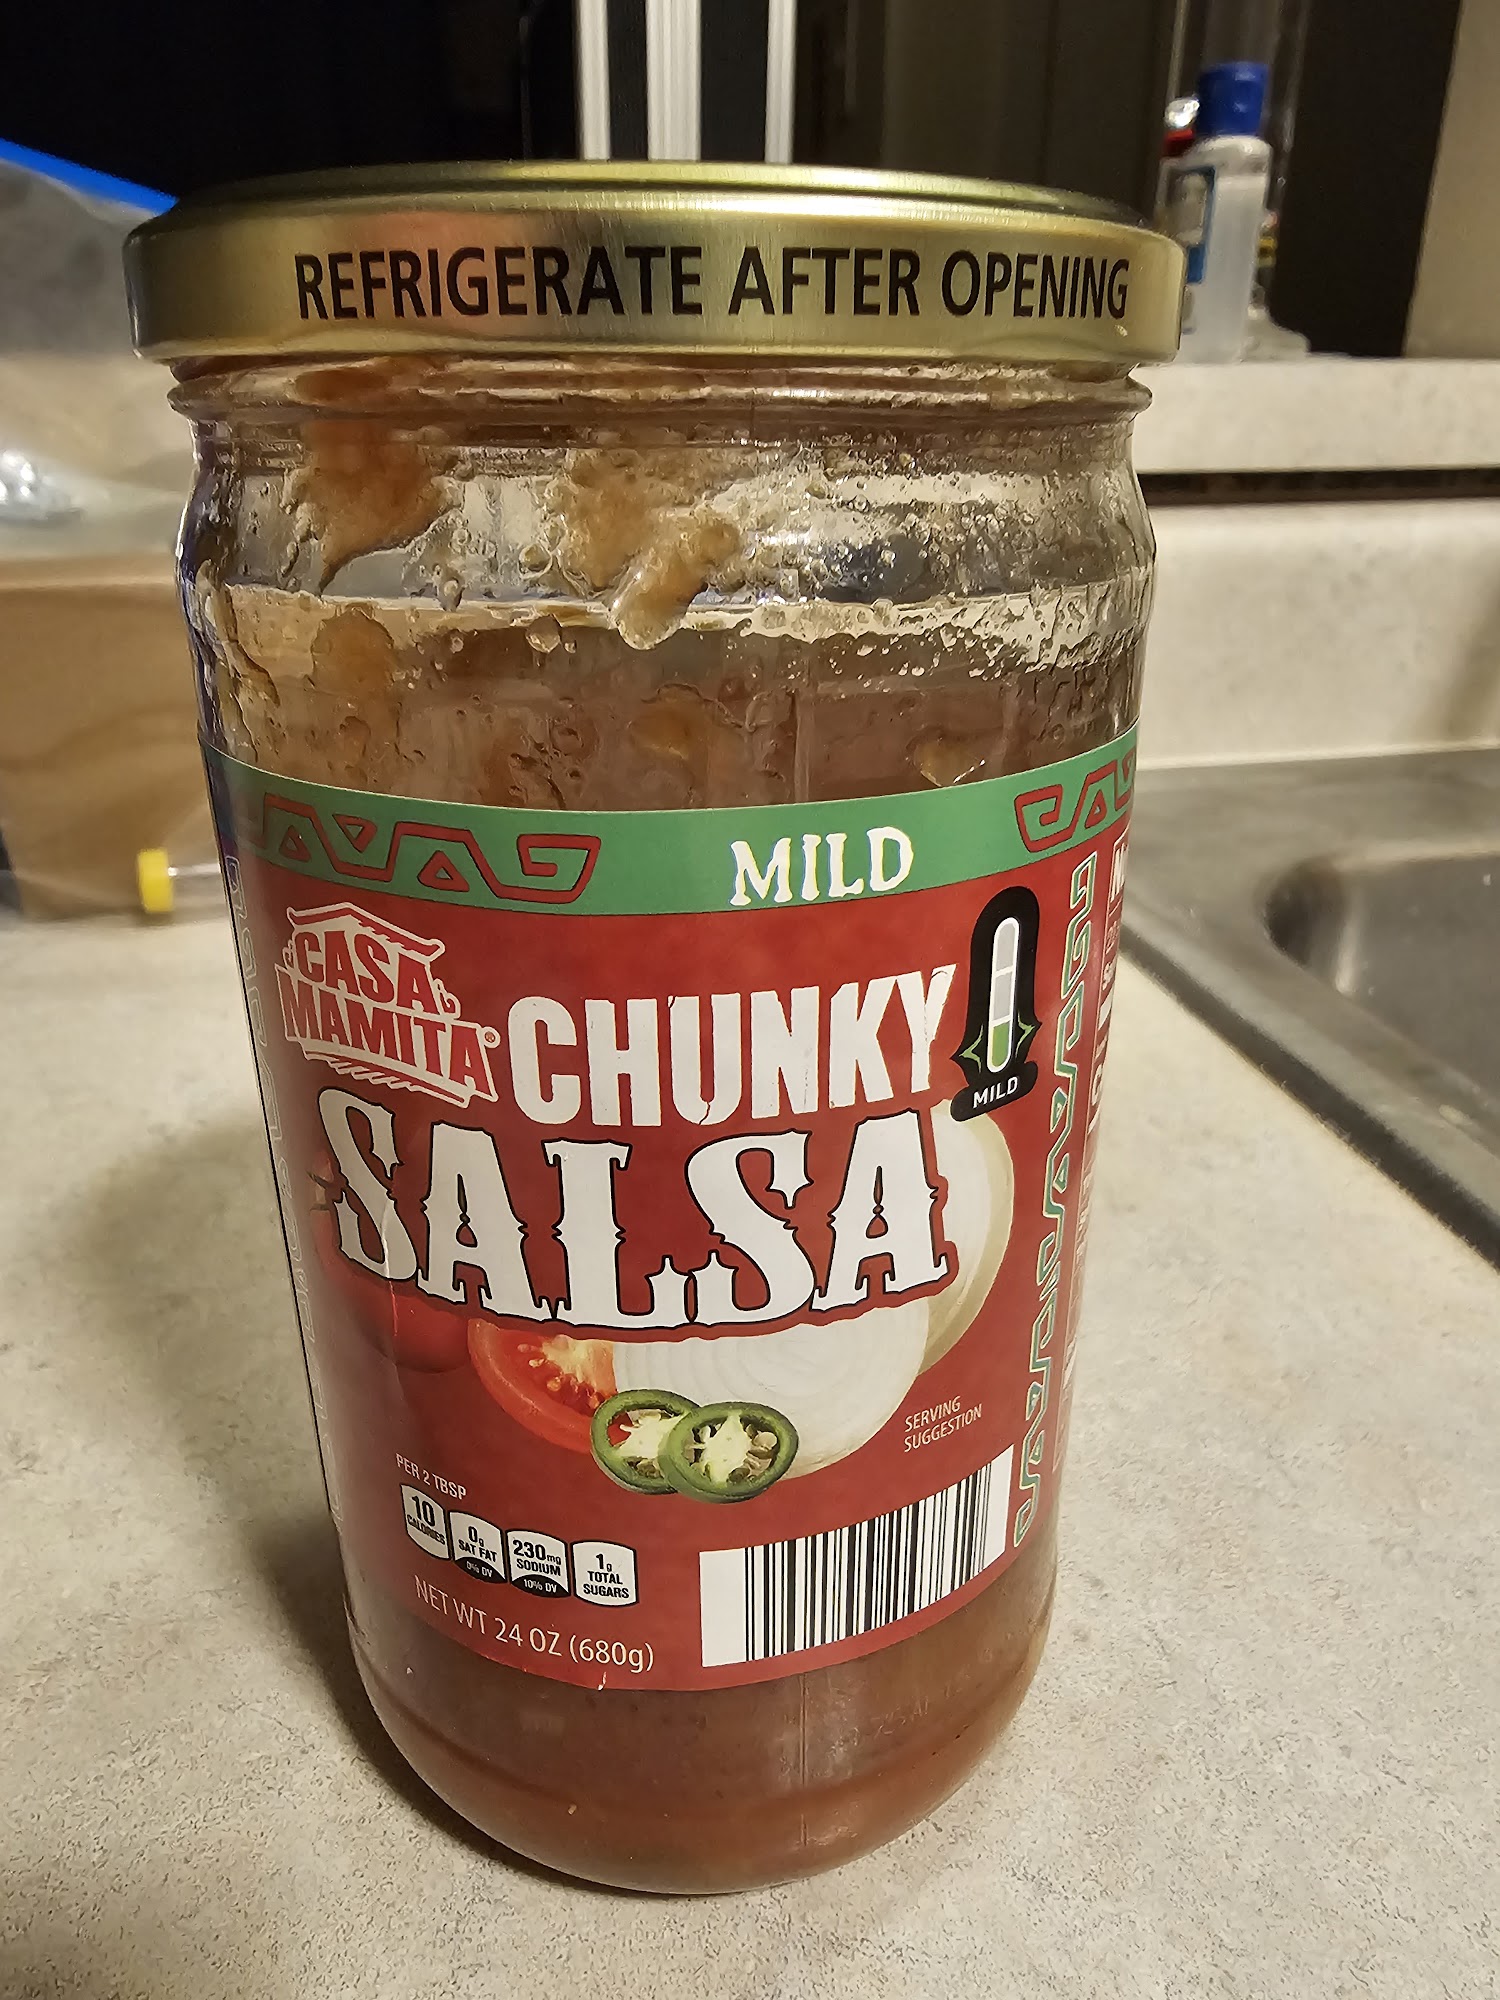 REFRIGERATE AFTER OPENING
MILD
CASA
MAMITA®
CHUNKY
SALSA
MILD
SERVING
SUGGESTION
PER 2 TBSP
10
CALORIES
0g
SAT FAT
0% DV
230mg
SODIUM
10% DV
1g
TOTAL
SUGARS
NET WT 24 OZ (680g)